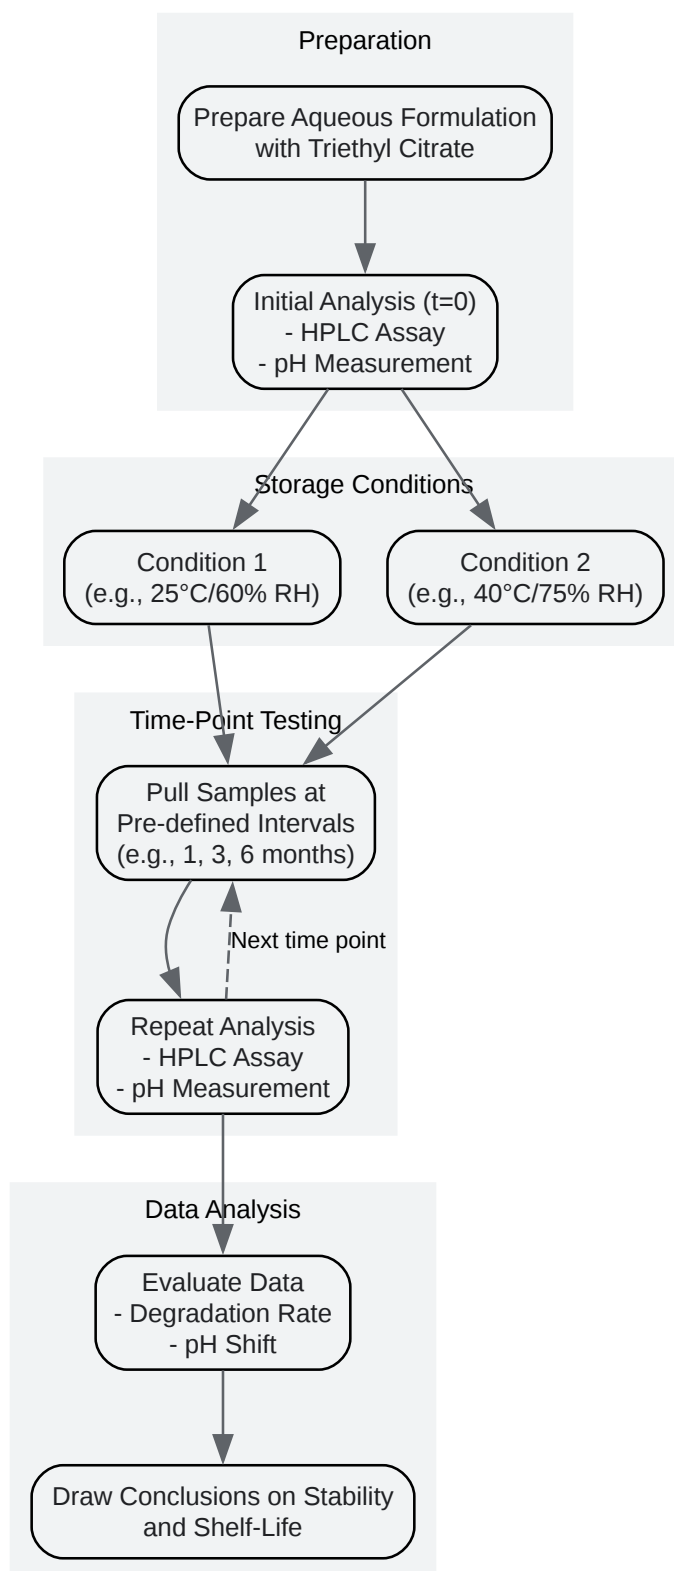 Preparation
Prepare Aqueous Formulation
with Triethyl Citrate
Initial Analysis (t=0)
- HPLC Assay
- pH Measurement
Storage Conditions
Condition 1
(e.g., 25°C/60% RH)
Condition 2
(e.g., 40°C/75% RH)
Time-Point Testing
Pull Samples at
Pre-defined Intervals
(e.g., 1, 3, 6 months)
Next time point
Repeat Analysis
- HPLC Assay
- pH Measurement
Data Analysis
Evaluate Data
- Degradation Rate
- pH Shift
Draw Conclusions on Stability
and Shelf-Life